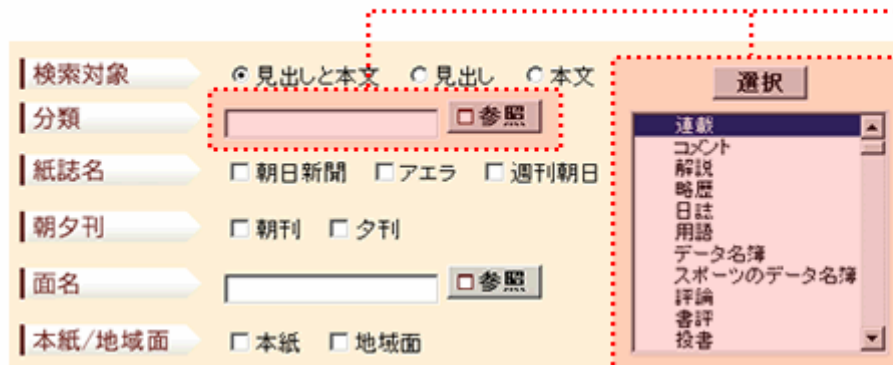 検索対象 見出しと本文 見出し 本文
分類 参照
紙誌名 朝日新聞 アエラ 週刊朝日
朝夕刊 朝刊 夕刊
面名 参照
本紙/地域面 本紙 地域面
選択
連載
コメント
解説
略歴
日誌
用語
データ名簿
スポーツのデータ名簿
評論
書評
投書